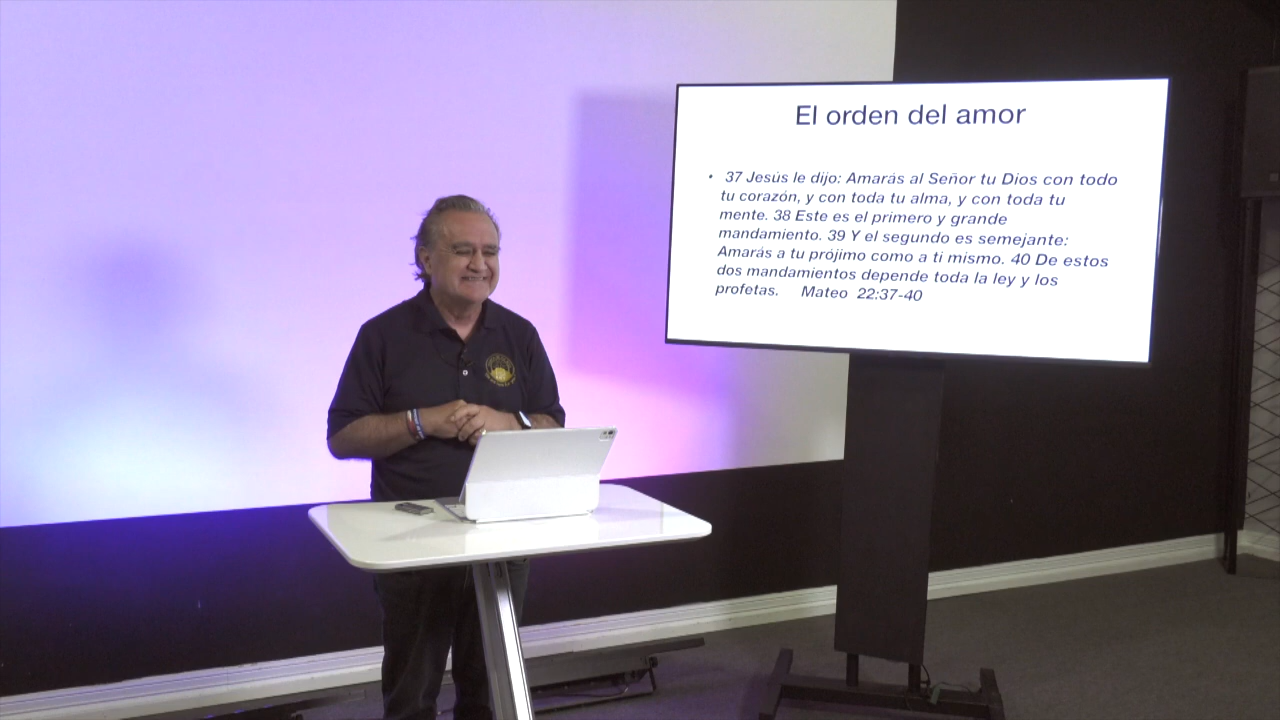 El orden del amor
• 37 Jesús le dijo: Amarás al Señor tu Dios con todo
tu corazón, y con toda tu alma, y con toda tu
mente. 38 Este es el primero y grande
mandamiento. 39 Y el segundo es semejante:
Amarás a tu prójimo como a ti mismo. 40 De estos
dos mandamientos depende toda la ley y los
profetas. Mateo 22:37-40